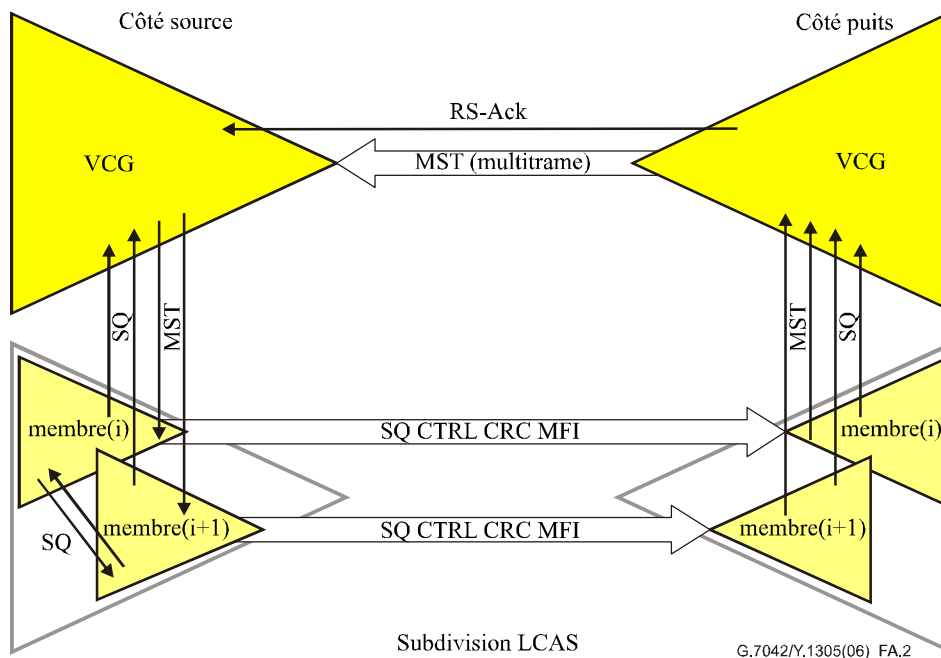 Côté source
Côté puits
RS-Ack
MST (multitrame)
VCG
VCG
SQ
MST
MST
SQ
membre(i)
SQ CTRL CRC MFI
membre(i)
membre(i+1)
SQ CTRL CRC MFI
membre(i+1)
SQ
Subdivision LCAS
G.7042/Y.1305(06)_FA.2